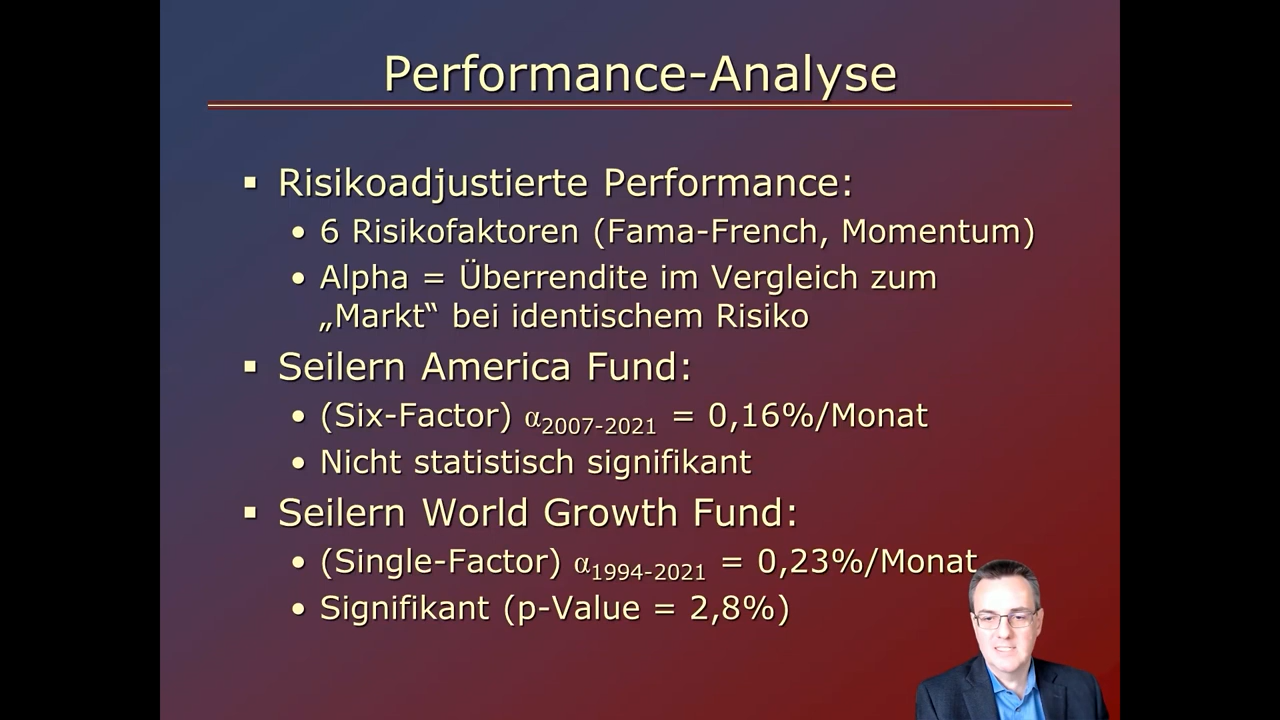 Performance-Analyse
▪ Risikoadjustierte Performance:
• 6 Risikofaktoren (Fama-French, Momentum)
• Alpha = Überrendite im Vergleich zum
„Markt“ bei identischem Risiko
▪ Seilern America Fund:
• (Six-Factor) α2007-2021 = 0,16%/Monat
• Nicht statistisch signifikant
▪ Seilern World Growth Fund:
• (Single-Factor) α1994-2021 = 0,23%/Monat
• Signifikant (p-Value = 2,8%)